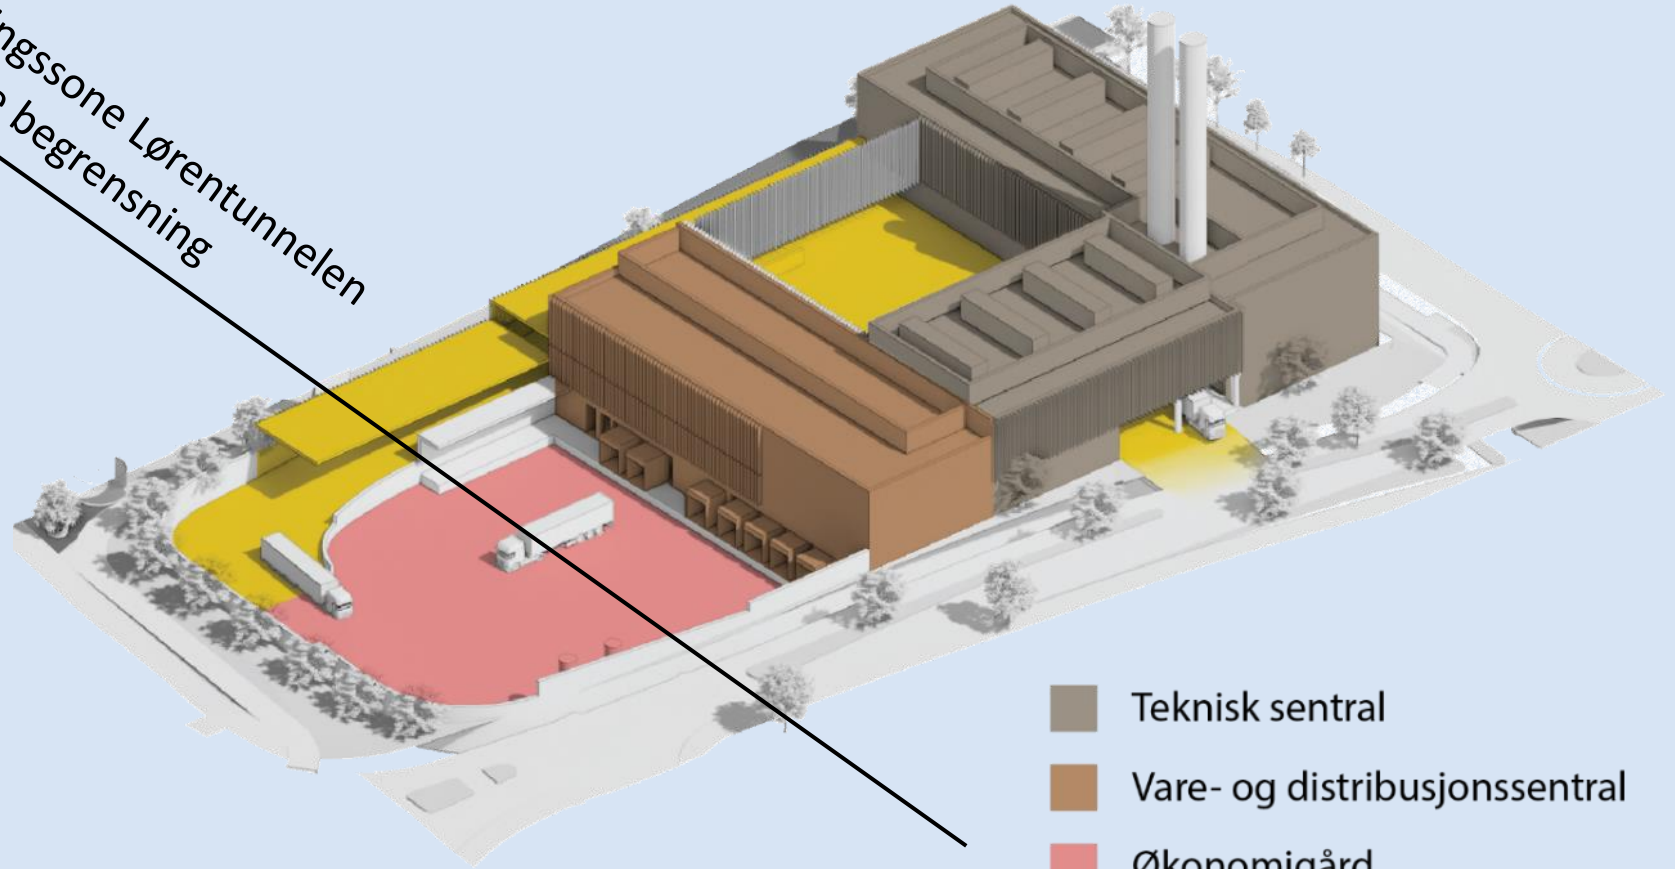 Lørentunnelen
begrensning
Teknisk sentral
Vare- og distribusjonssentral
Økonomigård